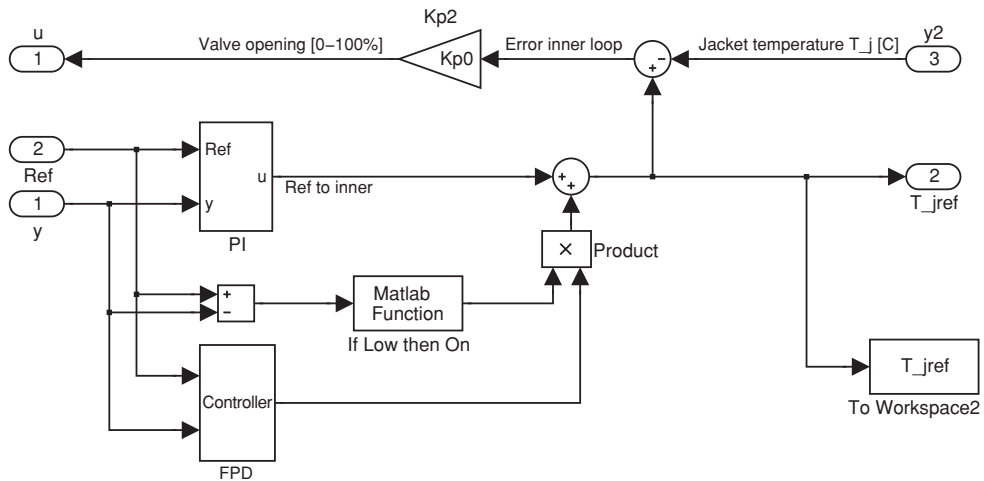 Kp2
u
1
Valve opening [0–100%]
Kp0
Error inner loop
+
−
Jacket temperature T_j [C]
y2
3
2
Ref
1
y
Ref
y
u
PI
Ref to inner
+
+
2
T_jref
×
Product
+
−
Matlab
Function
If Low then On
Controller
FPD
T_jref
To Workspace2